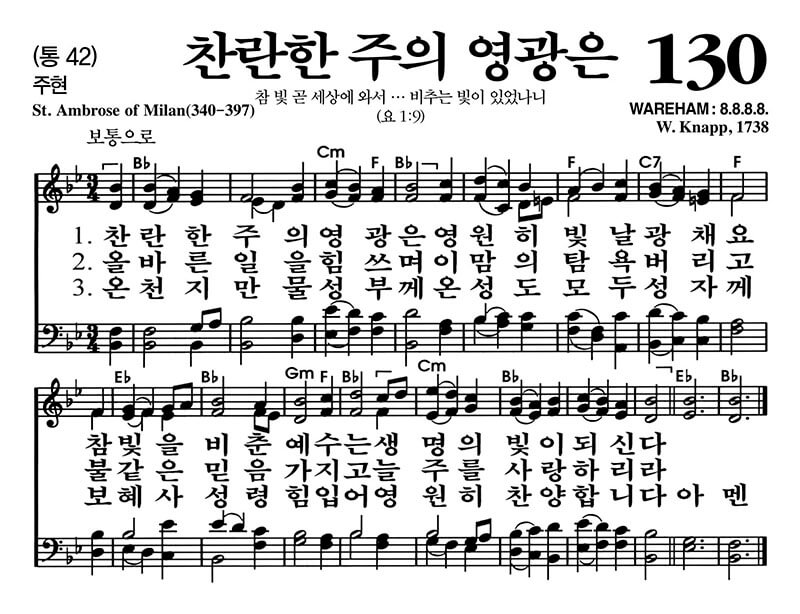 (통 42) 찬란한 주의 영광은 130
주현
참 빛 곧 세상에 와서 … 비추는 빛이 있었나니
St. Ambrose of Milan(340-397) (요 1:9) WAREHAM : 8.8.8.8.
W. Knapp, 1738
보통으로
B♭ Cm F B♭ F C7 F
3/4
1. 찬 란 한 주 의 영 광 은 영 원 히 빛 날 광 채 요
2. 올 바 른 일 을 힘 쓰 며 이 맘 의 탐 욕 버 리 고
3. 온 천 지 만 물 성 부 께 온 성 도 모 두 성 자 께
3/4
E♭ B♭ Gm F B♭ Cm B♭ E♭ B♭
참 빛 을 비 춘 예 수 는 생 명 의 빛 이 되 신 다
불 같 은 믿 음 가 지 고 늘 주 를 사 랑 하 리 라
보 혜 사 성 령 힘 입 어 영 원 히 찬 양 합 니 다 아 멘